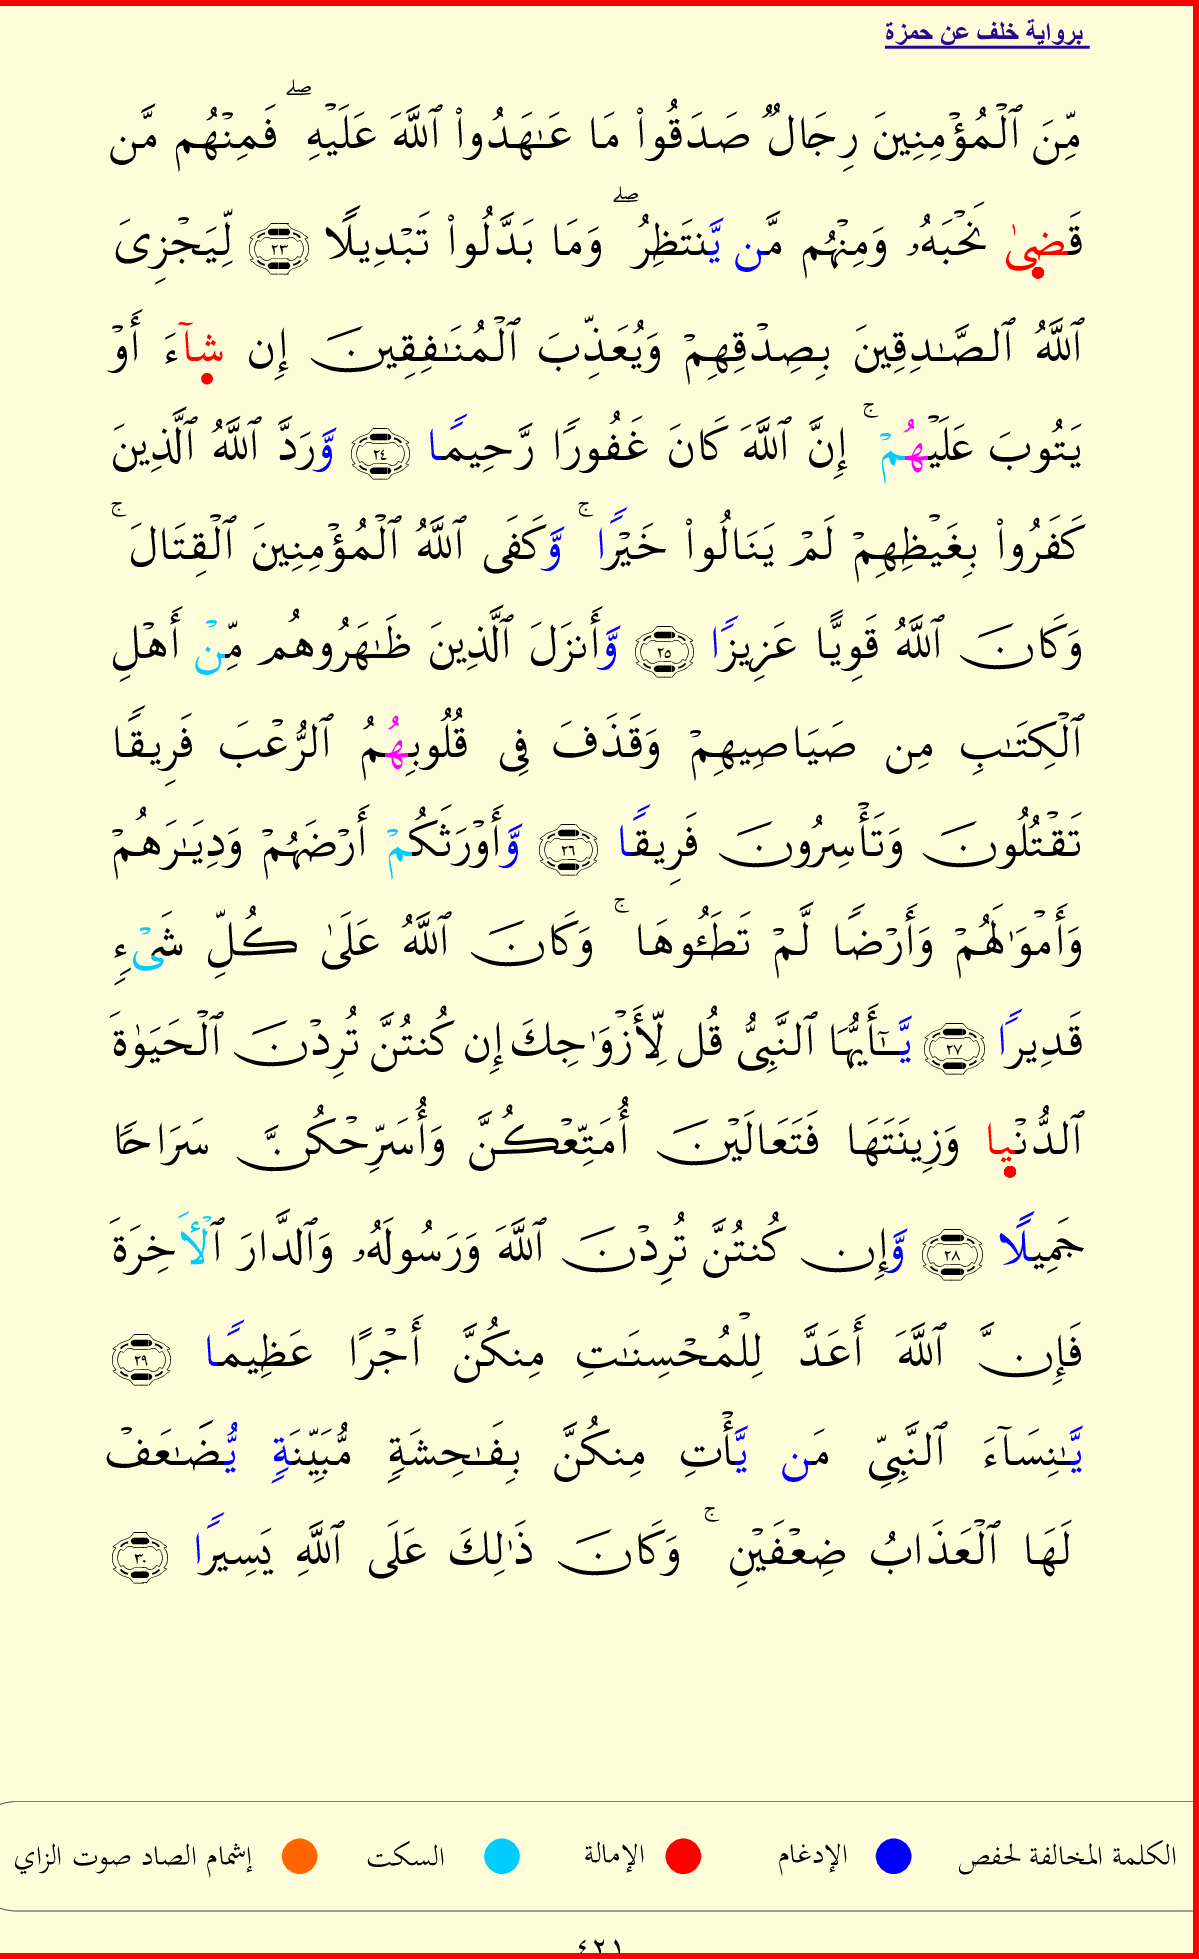 برواية خلف عن حمزة
مِّنَ ٱلْمُؤْمِنِينَ رِجَالٌ صَدَقُوا۟ مَا عَـٰهَدُوا۟ ٱللَّهَ عَلَيْهِ ۖ فَمِنْهُم مَّن
قَضِىٰ نَحْبَهُۥ وَمِنْهُم مَّن يَّنتَظِرُ ۖ وَمَا بَدَّلُوا۟ تَبْدِيلًا ٢٣ لِّيَجْزِىَ
ٱللَّهُ ٱلصَّـٰدِقِينَ بِصِدْقِهِمْ وَيُعَذِّبَ ٱلْمُنَـٰفِقِينَ إِن شِآءَ أَوْ
يَتُوبَ عَلَيْهُمْ ۚ إِنَّ ٱللَّهَ كَانَ غَفُورًا رَّحِيمًا ٢٤ وَّرَدَّ ٱللَّهُ ٱلَّذِينَ
كَفَرُوا۟ بِغَيْظِهِمْ لَمْ يَنَالُوا۟ خَيْرًا ۚ وَّكَفَى ٱللَّهُ ٱلْمُؤْمِنِينَ ٱلْقِتَالَ ۚ
وَكَانَ ٱللَّهُ قَوِيًّا عَزِيزًا ٢٥ وَّأَنزَلَ ٱلَّذِينَ ظَـٰهَرُوهُم مِّنْ أَهْلِ
ٱلْكِتَـٰبِ مِن صَيَاصِيهِمْ وَقَذَفَ فِى قُلُوبِهُمُ ٱلرُّعْبَ فَرِيقًا
تَقْتُلُونَ وَتَأْسِرُونَ فَرِيقًا ٢٦ وَّأَوْرَثَكُمْ أَرْضَهُمْ وَدِيَـٰرَهُمْ
وَأَمْوَٰلَهُمْ وَأَرْضًا لَّمْ تَطَـُٔوهَا ۚ وَكَانَ ٱللَّهُ عَلَىٰ كُلِّ شَىْءٍ
قَدِيرًا ٢٧ يَّـٰٓأَيُّهَا ٱلنَّبِىُّ قُل لِّأَزْوَٰجِكَ إِن كُنتُنَّ تُرِدْنَ ٱلْحَيَوٰةَ
ٱلدُّنْيِا وَزِينَتَهَا فَتَعَالَيْنَ أُمَتِّعْكُنَّ وَأُسَرِّحْكُنَّ سَرَاحًا
جَمِيلًا ٢٨ وَّإِن كُنتُنَّ تُرِدْنَ ٱللَّهَ وَرَسُولَهُۥ وَٱلدَّارَ ٱلْـَٔاخِرَةَ
فَإِنَّ ٱللَّهَ أَعَدَّ لِلْمُحْسِنَـٰتِ مِنكُنَّ أَجْرًا عَظِيمًا ٢٩
يَّـٰنِسَآءَ ٱلنَّبِىِّ مَن يَّأْتِ مِنكُنَّ بِفَـٰحِشَةٍ مُّبَيِّنَةٍ يُّضَـٰعَفْ
لَهَا ٱلْعَذَابُ ضِعْفَيْنِ ۚ وَكَانَ ذَٰلِكَ عَلَى ٱللَّهِ يَسِيرًا ٣٠
الكلمة المخالفة لحفص الإدغام الإمالة السكت إشمام الصاد صوت الزاي
٤٢١